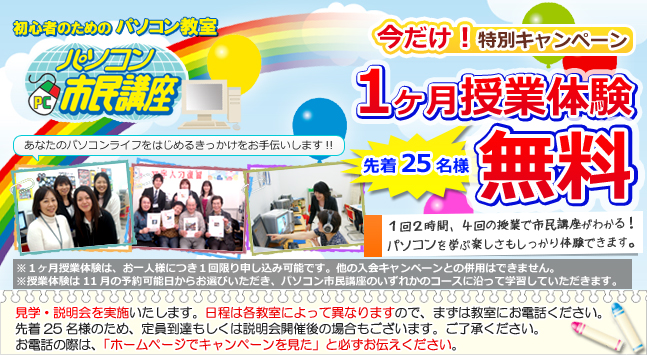 初心者のための パソコン教室
パソコン
市民講座
PC
あなたのパソコンライフをはじめるきっかけをお手伝いします!!
今だけ！特別キャンペーン
1ヶ月授業体験
先着25名様
無料
1回2時間、4回の授業で市民講座がわかる！
パソコンを学ぶ楽しさもしっかり体験できます。
※1ヶ月授業体験は、お一人様につき1回限り申し込み可能です。他の入会キャンペーンとの併用はできません。
※授業体験は11月の予約可能日からお選びいただき、パソコン市民講座のいずれかのコースに沿って学習していただきます。
見学・説明会を実施いたします。日程は各教室によって異なりますので、まずは教室にお電話ください。
先着25名様のため、定員到達もしくは説明会開催後の場合もございます。ご了承ください。
お電話の際は、「ホームページでキャンペーンを見た」と必ずお伝えください。